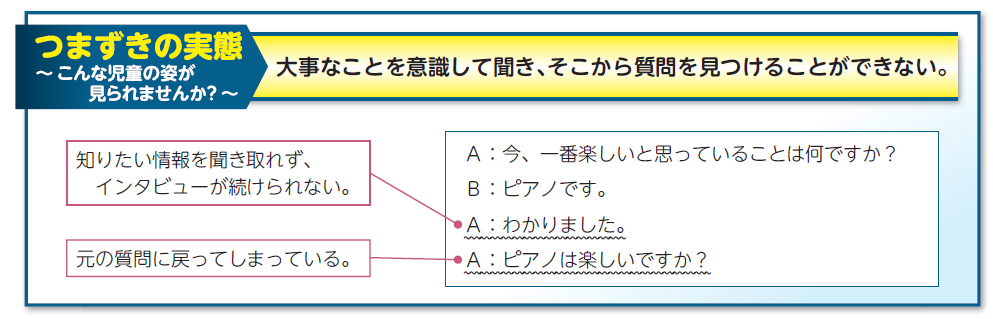 つまずきの実態
～こんな児童の姿が
見られませんか？～
大事なことを意識して聞き、そこから質問を見つけることができない。
知りたい情報を聞き取れず、
インタビューが続けられない。
元の質問に戻ってしまっている。
Ａ：今、一番楽しいと思っていることは何ですか？
Ｂ：ピアノです。
Ａ：わかりました。
Ａ：ピアノは楽しいですか？